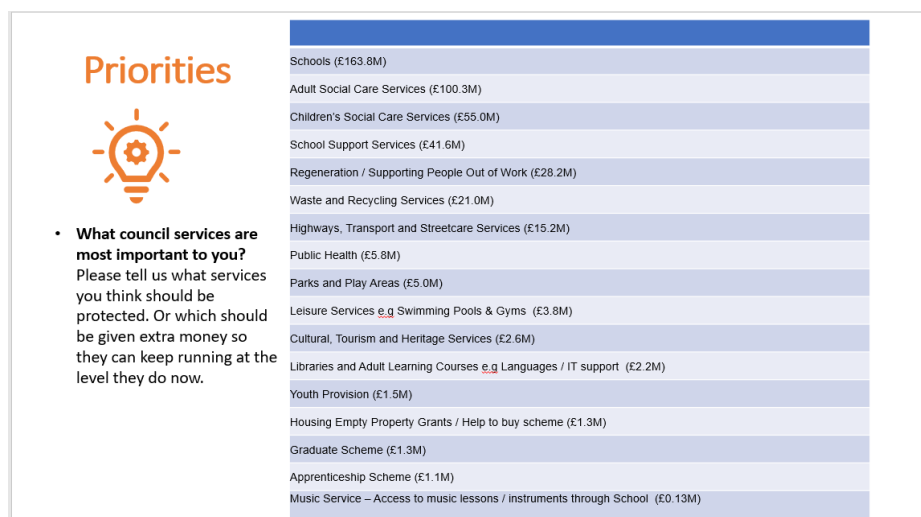 Priorities
• What council services are
most important to you?
Please tell us what services
you think should be
protected. Or which should
be given extra money so
they can keep running at the
level they do now.
Schools (£163.8M)
Adult Social Care Services (£100.3M)
Children's Social Care Services (£55.0M)
School Support Services (£41.6M)
Regeneration / Supporting People Out of Work (£28.2M)
Waste and Recycling Services (£21.0M)
Highways, Transport and Streetcare Services (£15.2M)
Public Health (£5.8M)
Parks and Play Areas (£5.0M)
Leisure Services e.g Swimming Pools & Gyms  (£3.8M)
Cultural, Tourism and Heritage Services (£2.6M)
Libraries and Adult Learning Courses e.g Languages / IT support  (£2.2M)
Youth Provision (£1.5M)
Housing Empty Property Grants / Help to buy scheme (£1.3M)
Graduate Scheme (£1.3M)
Apprenticeship Scheme (£1.1M)
Music Service – Access to music lessons / instruments through School  (£0.13M)